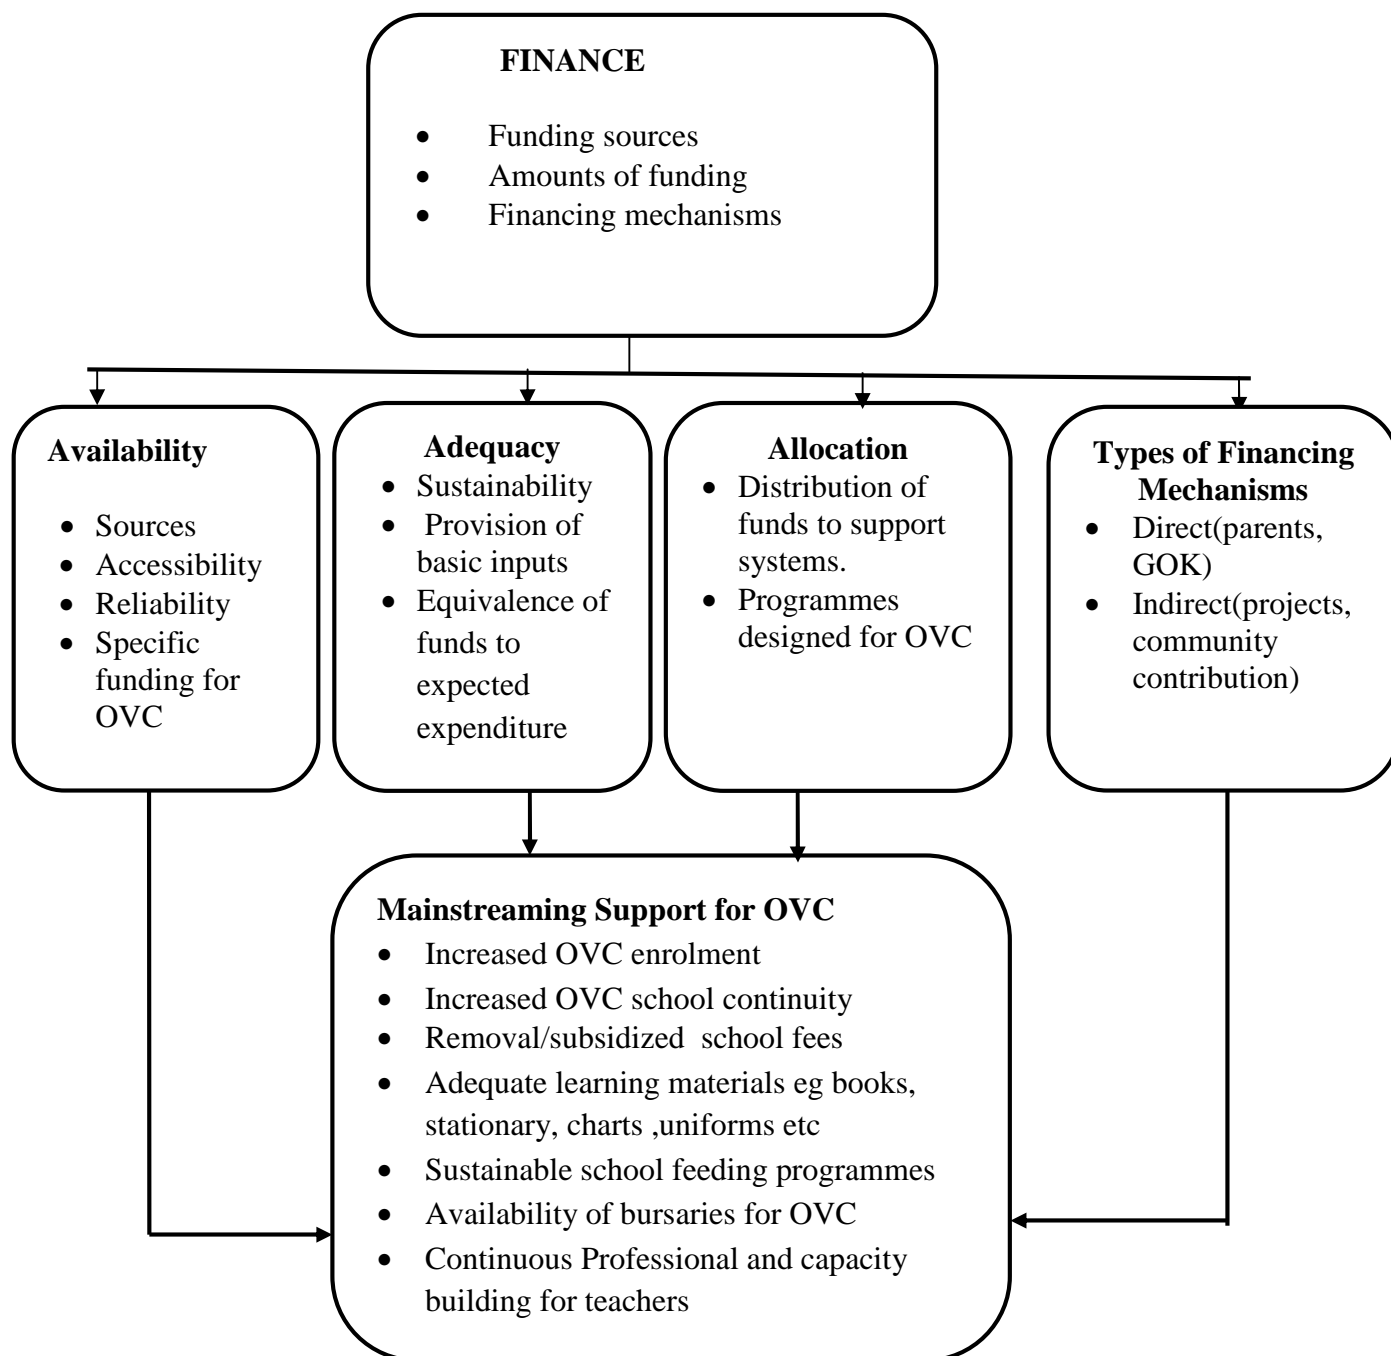 FINANCE
• Funding sources
• Amounts of funding
• Financing mechanisms
Availability
• Sources
• Accessibility
• Reliability
• Specific
funding for
OVC
Adequacy
• Sustainability
• Provision of
basic inputs
• Equivalence of
funds to
expected
expenditure
Allocation
• Distribution of
funds to support
systems.
• Programmes
designed for OVC
Types of Financing
Mechanisms
• Direct(parents,
GOK)
• Indirect(projects,
community
contribution)
Mainstreaming Support for OVC
• Increased OVC enrolment
• Increased OVC school continuity
• Removal/subsidized  school fees
• Adequate learning materials eg books,
stationary, charts ,uniforms etc
• Sustainable school feeding programmes
• Availability of bursaries for OVC
• Continuous Professional and capacity
building for teachers